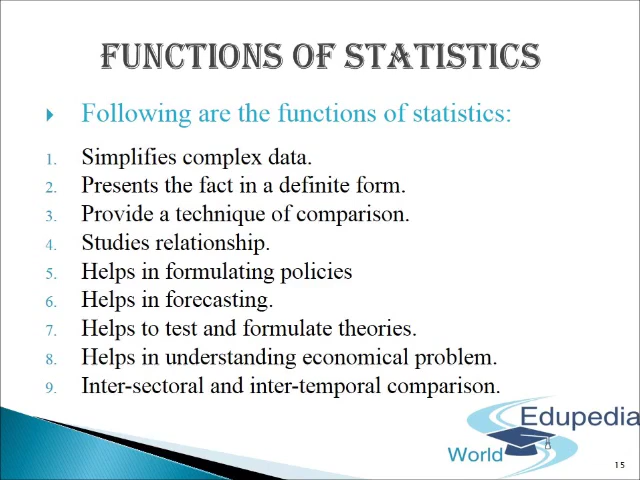 FUNCTIONS OF STATISTICS
Following are the functions of statistics:
1. Simplifies complex data.
2. Presents the fact in a definite form.
3. Provide a technique of comparison.
4. Studies relationship.
5. Helps in formulating policies
6. Helps in forecasting.
7. Helps to test and formulate theories.
8. Helps in understanding economical problem.
9. Inter-sectoral and inter-temporal comparison.
Edupedia
World
15